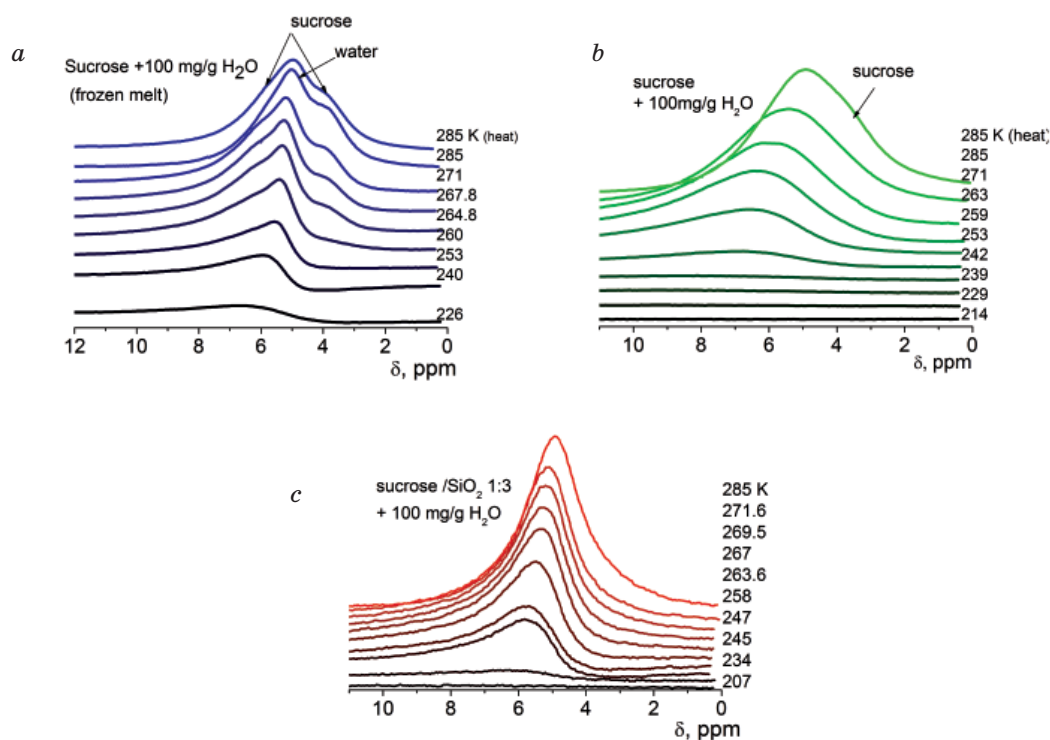 a
sucrose
water
Sucrose +100 mg/g H2O
(frozen melt)
285 K (heat)
285
271
267.8
264.8
260
253
240
226
12 10 8 6 4 2 0
δ, ppm
b
sucrose
+ 100mg/g H2O
sucrose
285 K (heat)
285
271
263
259
253
242
239
229
214
10 8 6 4 2 0
δ, ppm
c
sucrose /SiO2 1:3
+ 100 mg/g H2O
285 K
271.6
269.5
267
263.6
258
247
245
234
207
10 8 6 4 2 0
δ, ppm